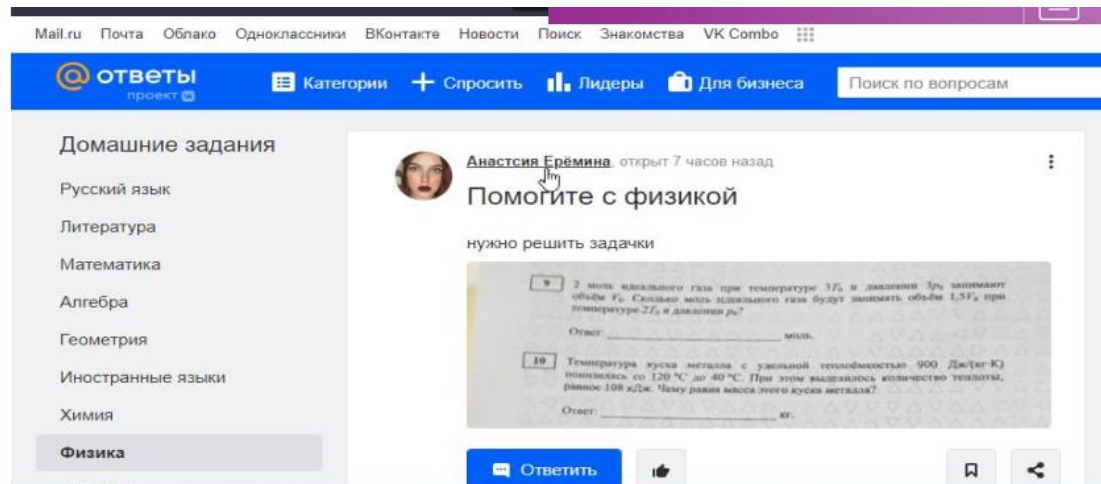 Mail.ru Почта Облако Одноклассники ВКонтакте Новости Поиск Знакомства VK Combo
ответы
проект
Категории
Спросить
Лидеры
Для бизнеса
Поиск по вопросам
Домашние задания
Русский язык
Литература
Математика
Алгебра
Геометрия
Иностранные языки
Химия
Физика
Анастсия Ерёмина, открыт 7 часов назад
Помогите с физикой
нужно решить задачки
9 2 моль идеального газа при температуре 3T₀ и давлении 3p₀ занимают
объём V₀. Сколько моль идеального газа будут занимать объём 1,5V₀ при
температуре 2T₀ и давлении p₀?
Ответ: моль.
10 Температура куска металла с удельной теплоёмкостью 900 Дж/(кг·К)
понизилась со 120 °C до 40 °C. При этом выделилось количество теплоты,
равное 108 кДж. Чему равна масса этого куска металла?
Ответ: кг.
Ответить